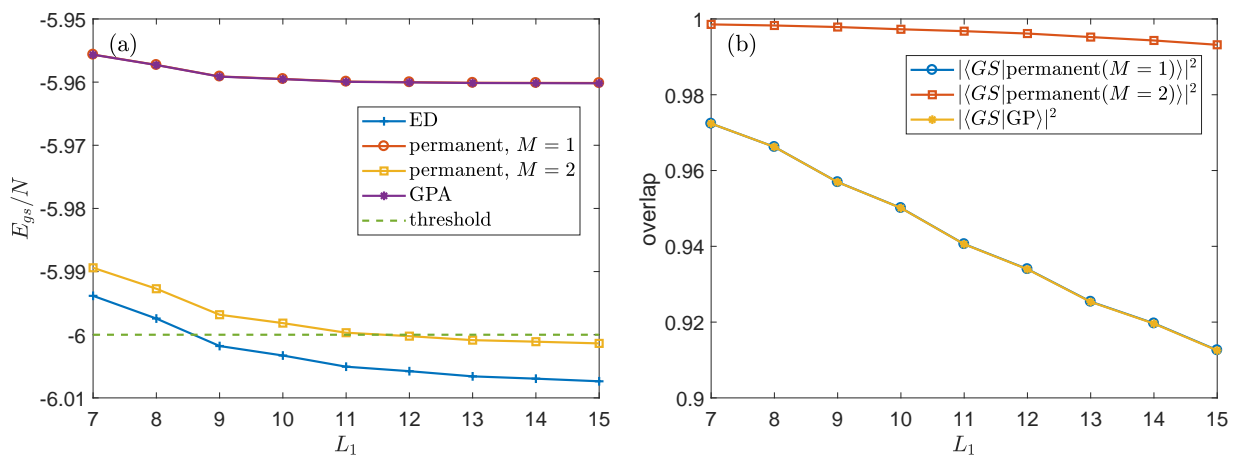 -5.95
-5.96
-5.97
-5.98
-5.99
-6
-6.01
E_{gs}/N
(a)
ED
permanent, M = 1
permanent, M = 2
GPA
threshold
7 8 9 10 11 12 13 14 15
L_1
1
0.98
0.96
0.94
0.92
0.9
overlap
(b)
|⟨GS|permanent(M = 1)⟩|^2
|⟨GS|permanent(M = 2)⟩|^2
|⟨GS|GP⟩|^2
7 8 9 10 11 12 13 14 15
L_1